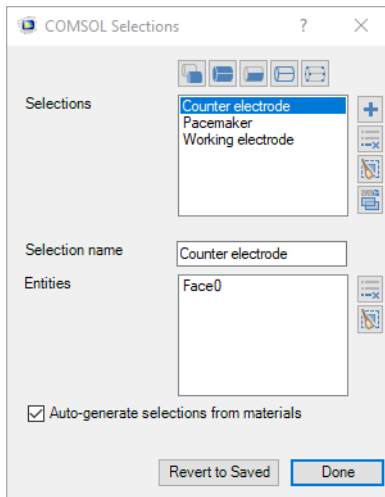 COMSOL Selections
?
Selections
Counter electrode
Pacemaker
Working electrode
Selection name
Counter electrode
Entities
Face0
Auto-generate selections from materials
Revert to Saved
Done